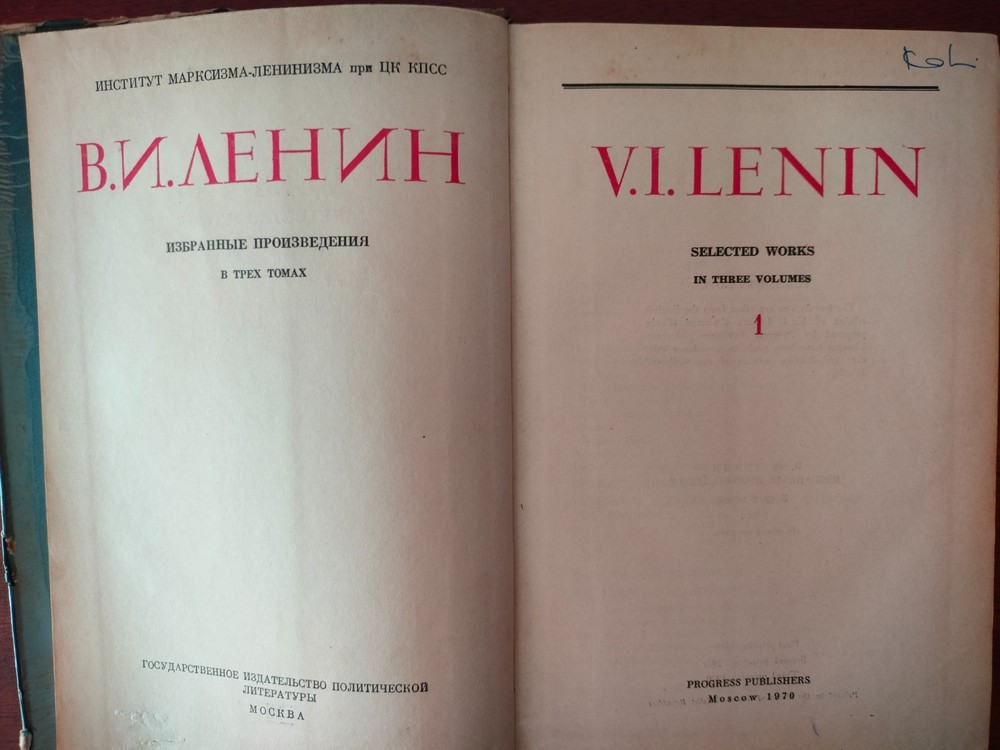 ИНСТИТУТ МАРКСИЗМА-ЛЕНИНИЗМА при ЦК КПСС
В.И.ЛЕНИН
ИЗБРАННЫЕ ПРОИЗВЕДЕНИЯ
В ТРЕХ ТОМАХ
ГОСУДАРСТВЕННОЕ ИЗДАТЕЛЬСТВО ПОЛИТИЧЕСКОЙ
ЛИТЕРАТУРЫ
МОСКВА
V.I.LENIN
SELECTED WORKS
IN THREE VOLUMES
1
PROGRESS PUBLISHERS
Moscow 1970